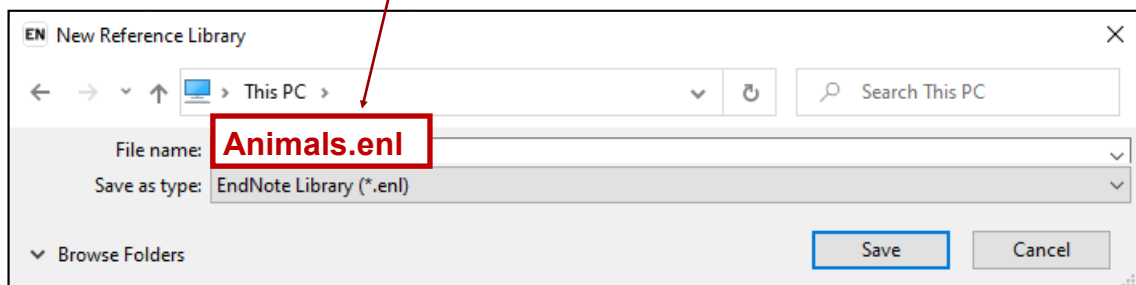 EN New Reference Library
This PC
Search This PC
File name: Animals.enl
Save as type: EndNote Library (*.enl)
Browse Folders
Save
Cancel